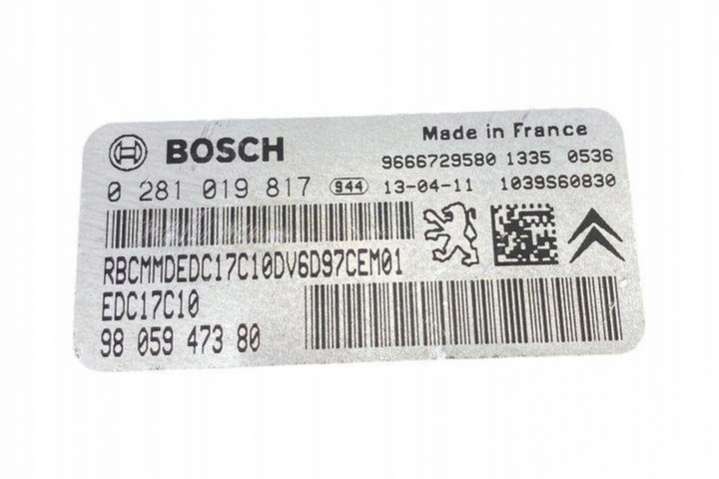 BOSCH
Made in France
9666729580 1335 0536
0 281 019 817 944 13-04-11 1039S60830
RBCMMDEDC17C10DV6D97CEM01
EDC17C10
98 059 473 80